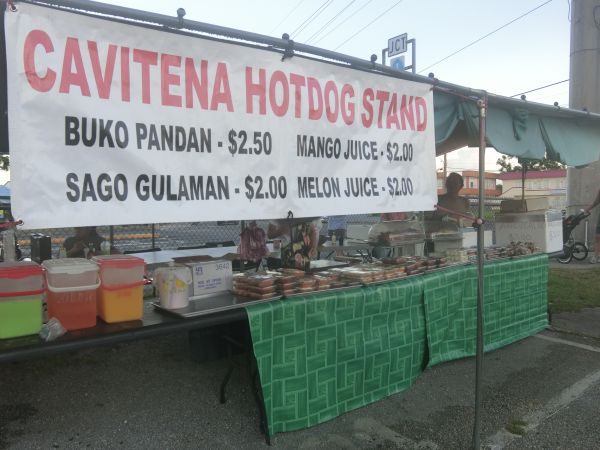 CAVITENA HOTDOG STAND
BUKO PANDAN - $2.50 MANGO JUICE - $2.00
SAGO GULAMAN - $2.00 MELON JUICE - $2.00
JCT
3640